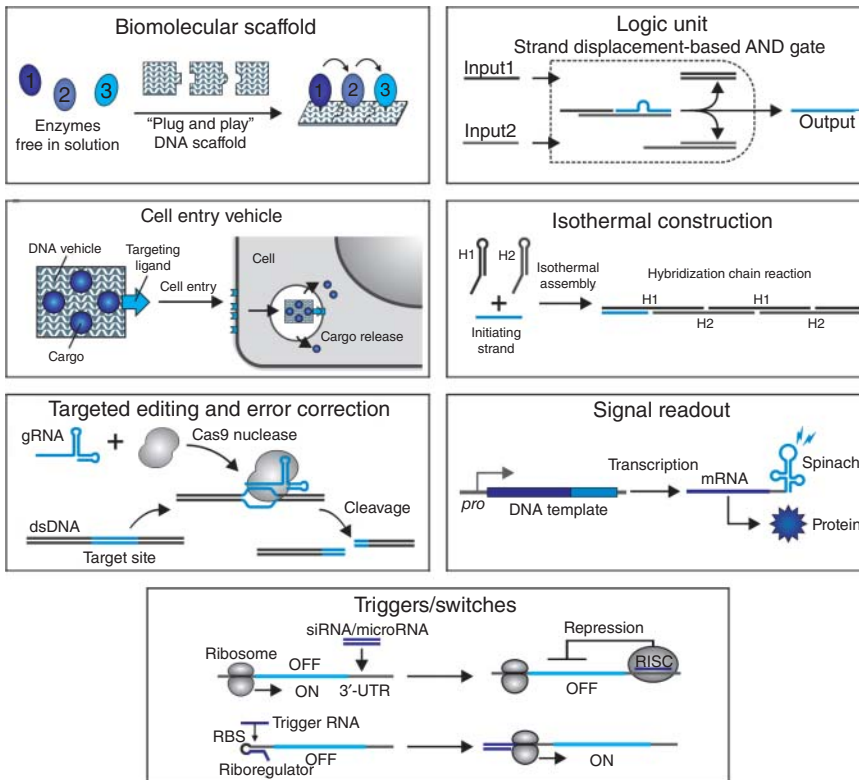 Biomolecular scaffold
1
2
3
Enzymes
free in solution
“Plug and play”
DNA scaffold
1
2
3
Logic unit
Strand displacement-based AND gate
Input1
Input2
Output
Cell entry vehicle
DNA vehicle
Targeting
ligand
Cargo
Cell entry
Cell
Cargo release
Isothermal construction
H1
H2
Initiating
strand
Isothermal
assembly
Hybridization chain reaction
H1
H1
H2
H2
Targeted editing and error correction
gRNA
Cas9 nuclease
dsDNA
Target site
Cleavage
Signal readout
pro
DNA template
Transcription
mRNA
Spinach
Protein
Triggers/switches
siRNA/microRNA
Ribosome
OFF
ON
3′-UTR
Repression
RISC
OFF
Trigger RNA
RBS
OFF
Riboregulator
ON